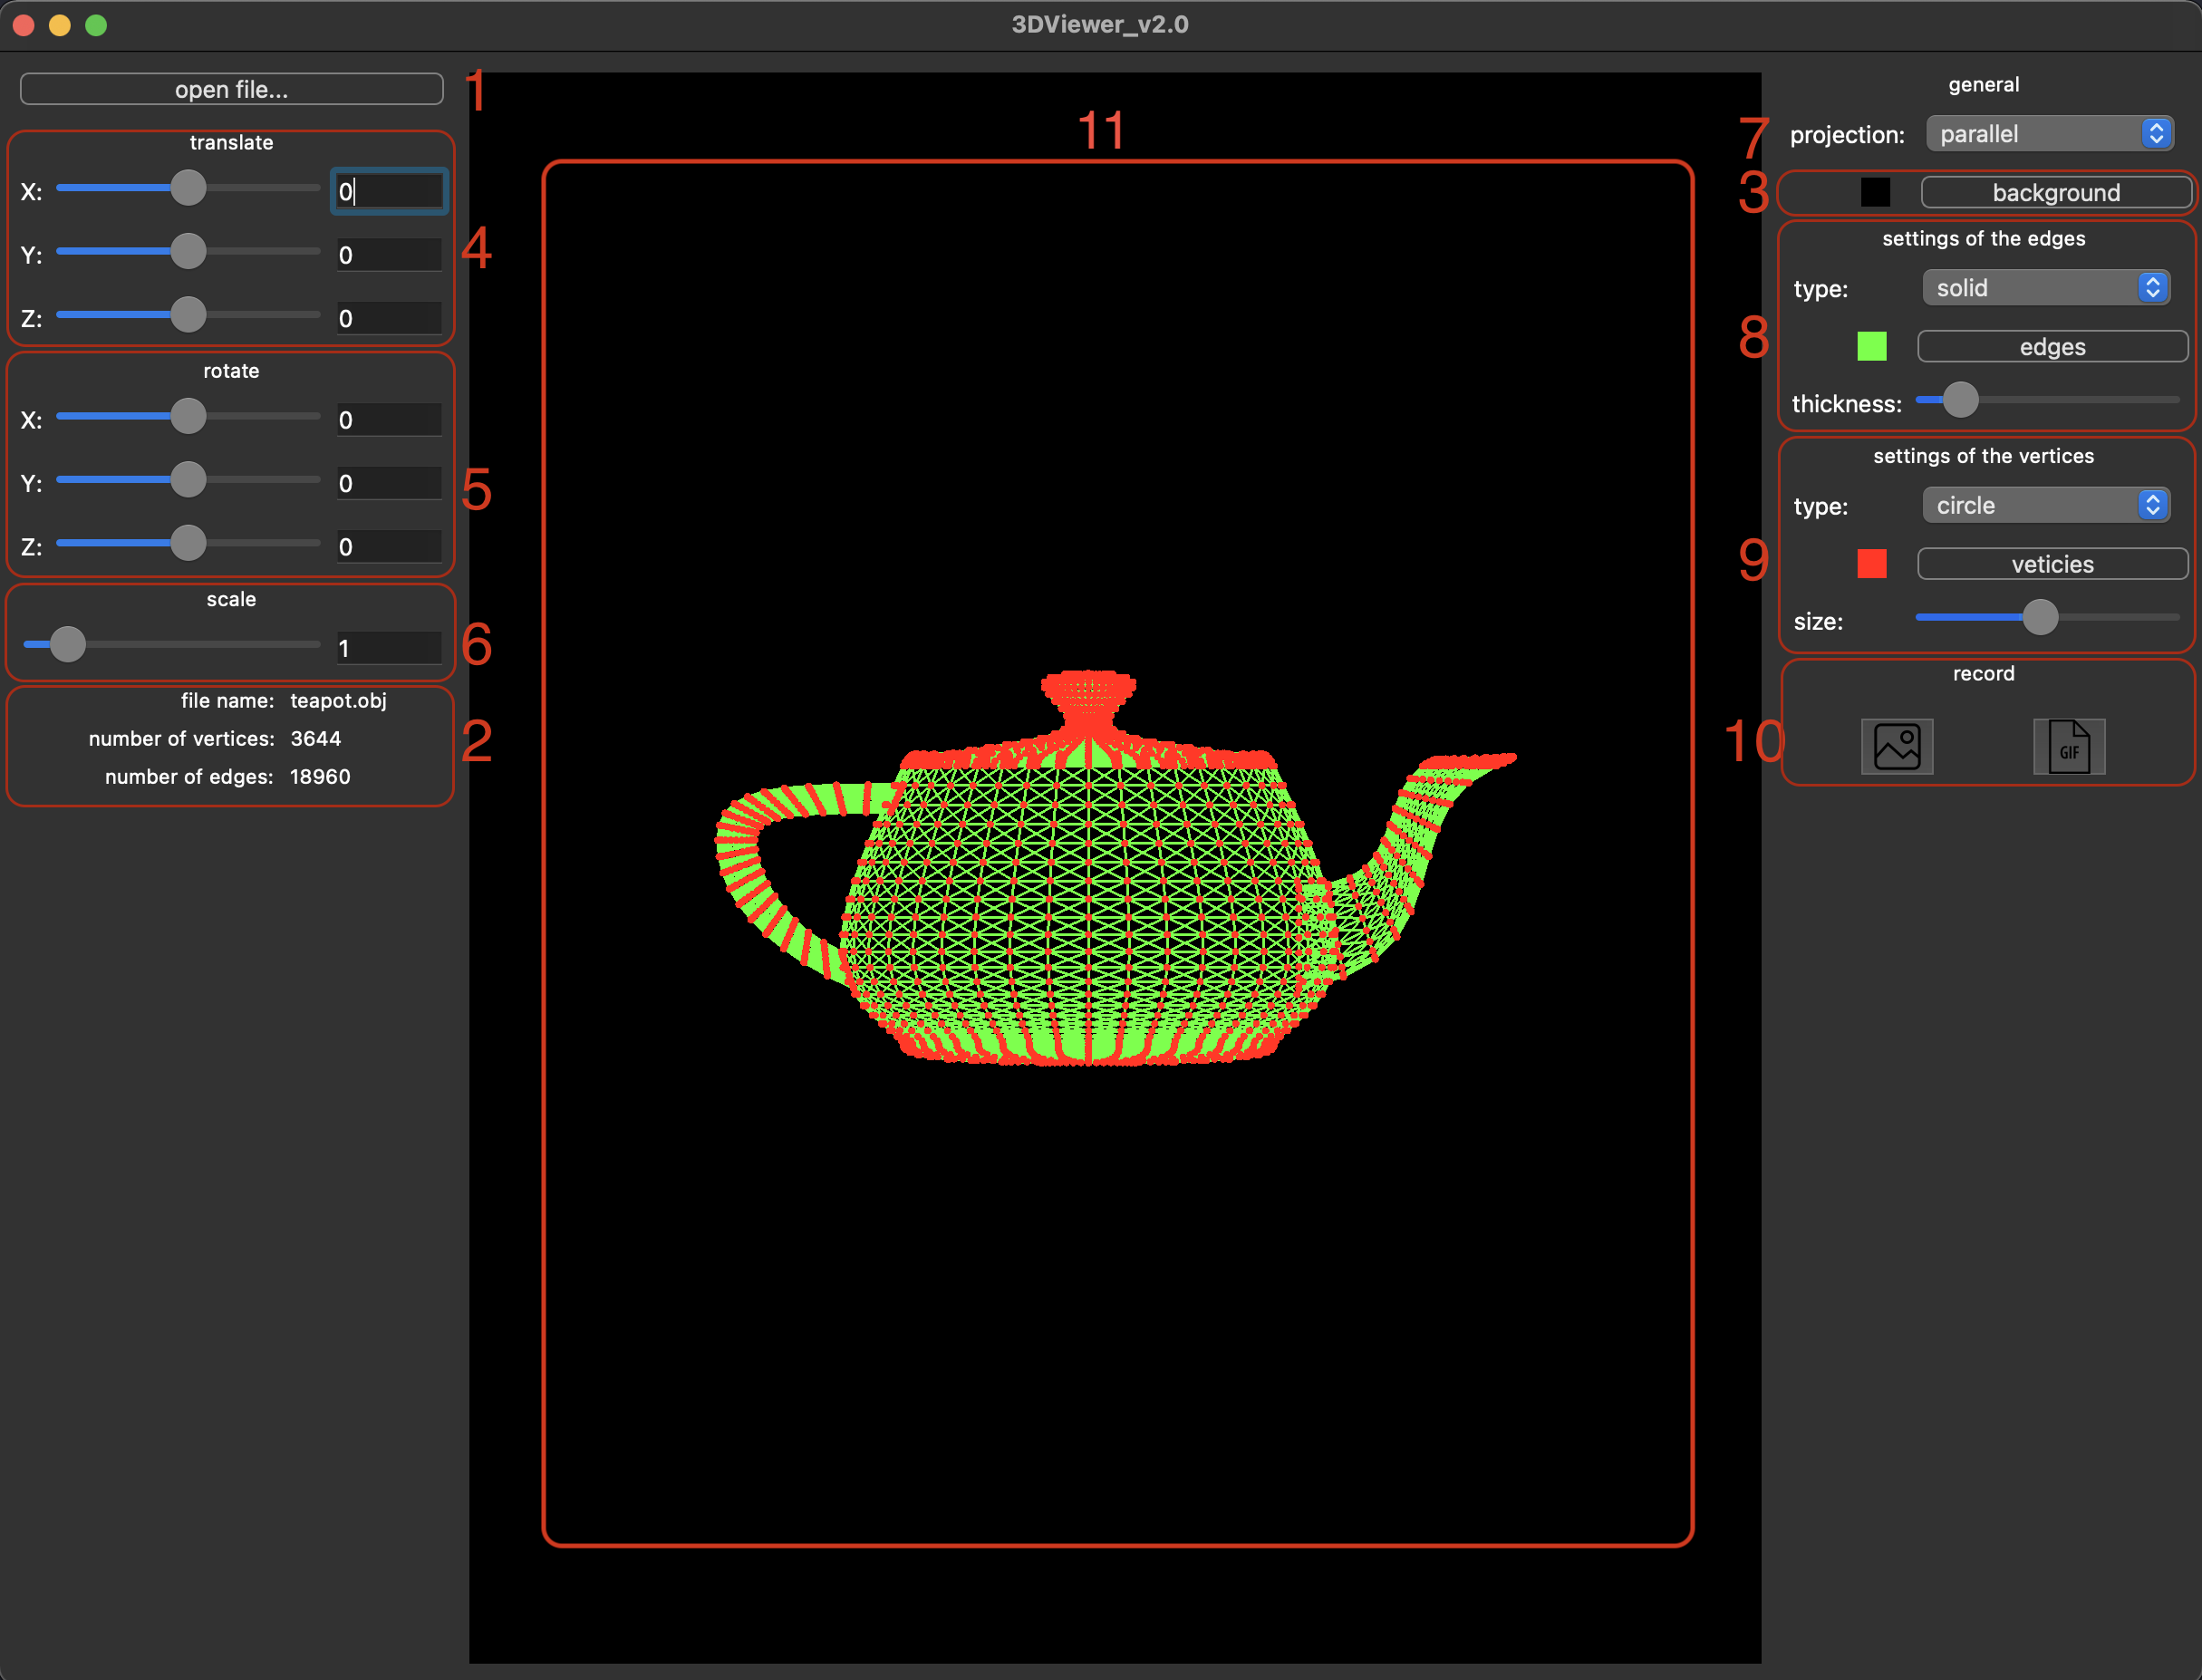 3DViewer_v2.0
open file...
1
translate
X: 0
Y: 0
4
Z: 0
rotate
X: 0
Y: 0
5
Z: 0
scale
1
6
file name: teapot.obj
number of vertices: 3644
2
number of edges: 18960
11
general
7
projection: parallel
3
background
settings of the edges
type: solid
8
edges
thickness:
settings of the vertices
type: circle
9
veticies
size:
record
10
GIF